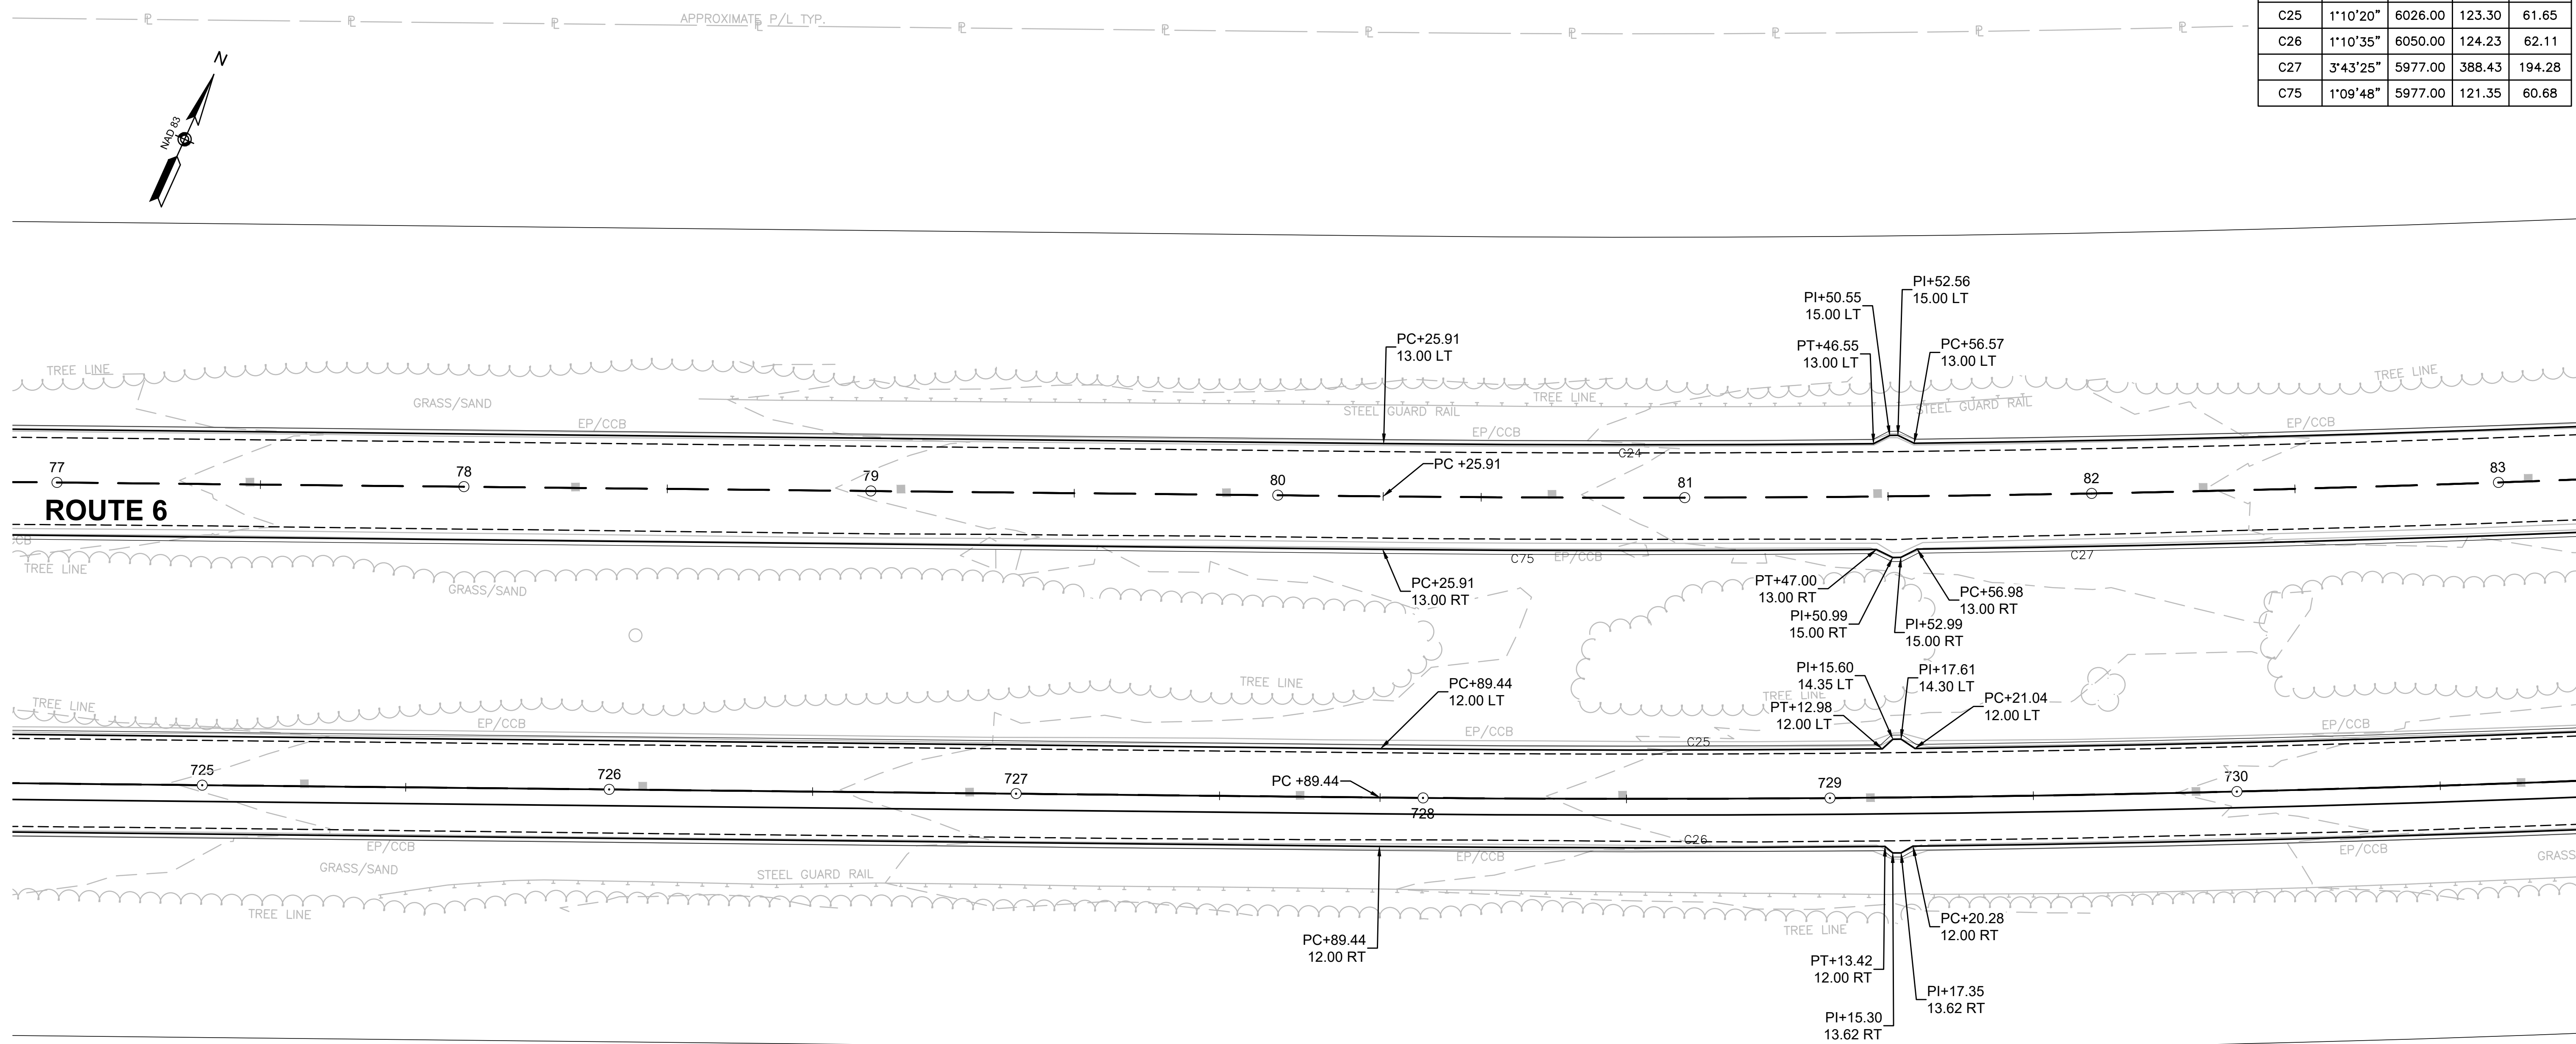 APPROXIMATE P/L TYP.
C25 1°10'20" 6026.00 123.30 61.65
C26 1°10'35" 6050.00 124.23 62.11
C27 3°43'25" 5977.00 388.43 194.28
C75 1°09'48" 5977.00 121.35 60.68
N
NAD 83
PI+52.56
15.00 LT
PI+50.55
15.00 LT
PC+25.91
13.00 LT
PT+46.55
13.00 LT
PC+56.57
13.00 LT
TREE LINE
TREE LINE
TREE LINE
GRASS/SAND
STEEL GUARD RAIL
STEEL GUARD RAIL
EP/CCB
EP/CCB
EP/CCB
C24
PC +25.91
77
78
79
80
81
82
83
ROUTE 6
CCB
TREE LINE
GRASS/SAND
C75
EP/CCB
C27
PC+25.91
13.00 RT
PT+47.00
13.00 RT
PC+56.98
13.00 RT
PI+50.99
15.00 RT
PI+52.99
15.00 RT
PI+15.60
14.35 LT
PI+17.61
14.30 LT
TREE LINE
TREE LINE
TREE LINE
PC+89.44
12.00 LT
PT+12.98
12.00 LT
PC+21.04
12.00 LT
EP/CCB
EP/CCB
EP/CCB
C25
725
726
727
PC +89.44
728
729
730
C26
EP/CCB
EP/CCB
EP/CCB
GRASS/SAND
GRASS
STEEL GUARD RAIL
TREE LINE
TREE LINE
PC+89.44
12.00 RT
PC+20.28
12.00 RT
PT+13.42
12.00 RT
PI+17.35
13.62 RT
PI+15.30
13.62 RT